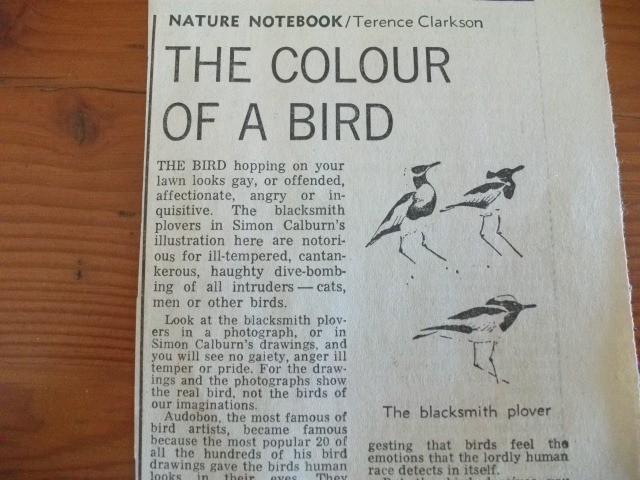 NATURE NOTEBOOK/Terence Clarkson
THE COLOUR
OF A BIRD
THE BIRD hopping on your
lawn looks gay, or offended,
affectionate, angry or in-
quisitive. The blacksmith
plovers in Simon Calburn's
illustration here are notori-
ous for ill-tempered, cantan-
kerous, haughty dive-bomb-
ing of all intruders — cats,
men or other birds.
Look at the blacksmith plov-
ers in a photograph, or in
Simon Calburn's drawings, and
you will see no gaiety, anger ill
temper or pride. For the draw-
ings and the photographs show
the real bird, not the birds of
our imaginations.
Audobon, the most famous of
bird artists, became famous
because the most popular 20 of
all the hundreds of his bird
drawings gave the birds human
looks in their eyes. They
The blacksmith plover
gesting that birds feel the
emotions that the lordly human
race detects in itself.